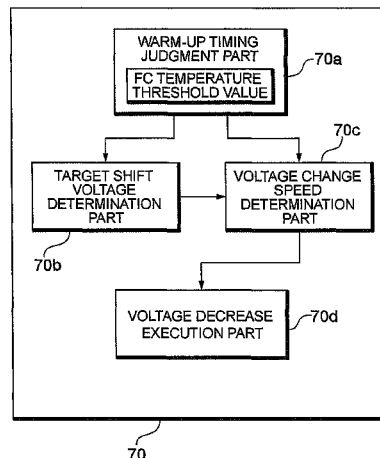 WARM-UP TIMING
JUDGMENT PART
FC TEMPERATURE
THRESHOLD VALUE
70a
70c
TARGET SHIFT
VOLTAGE
DETERMINATION
PART
VOLTAGE CHANGE
SPEED
DETERMINATION
PART
70b
VOLTAGE DECREASE
EXECUTION PART
70d
70